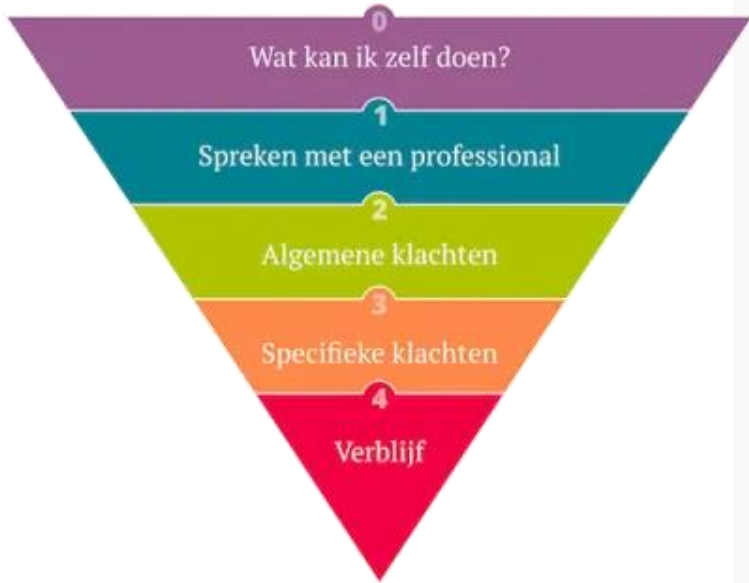 0
Wat kan ik zelf doen?
1
Spreken met een professional
2
Algemene klachten
3
Specifieke klachten
4
Verblijf